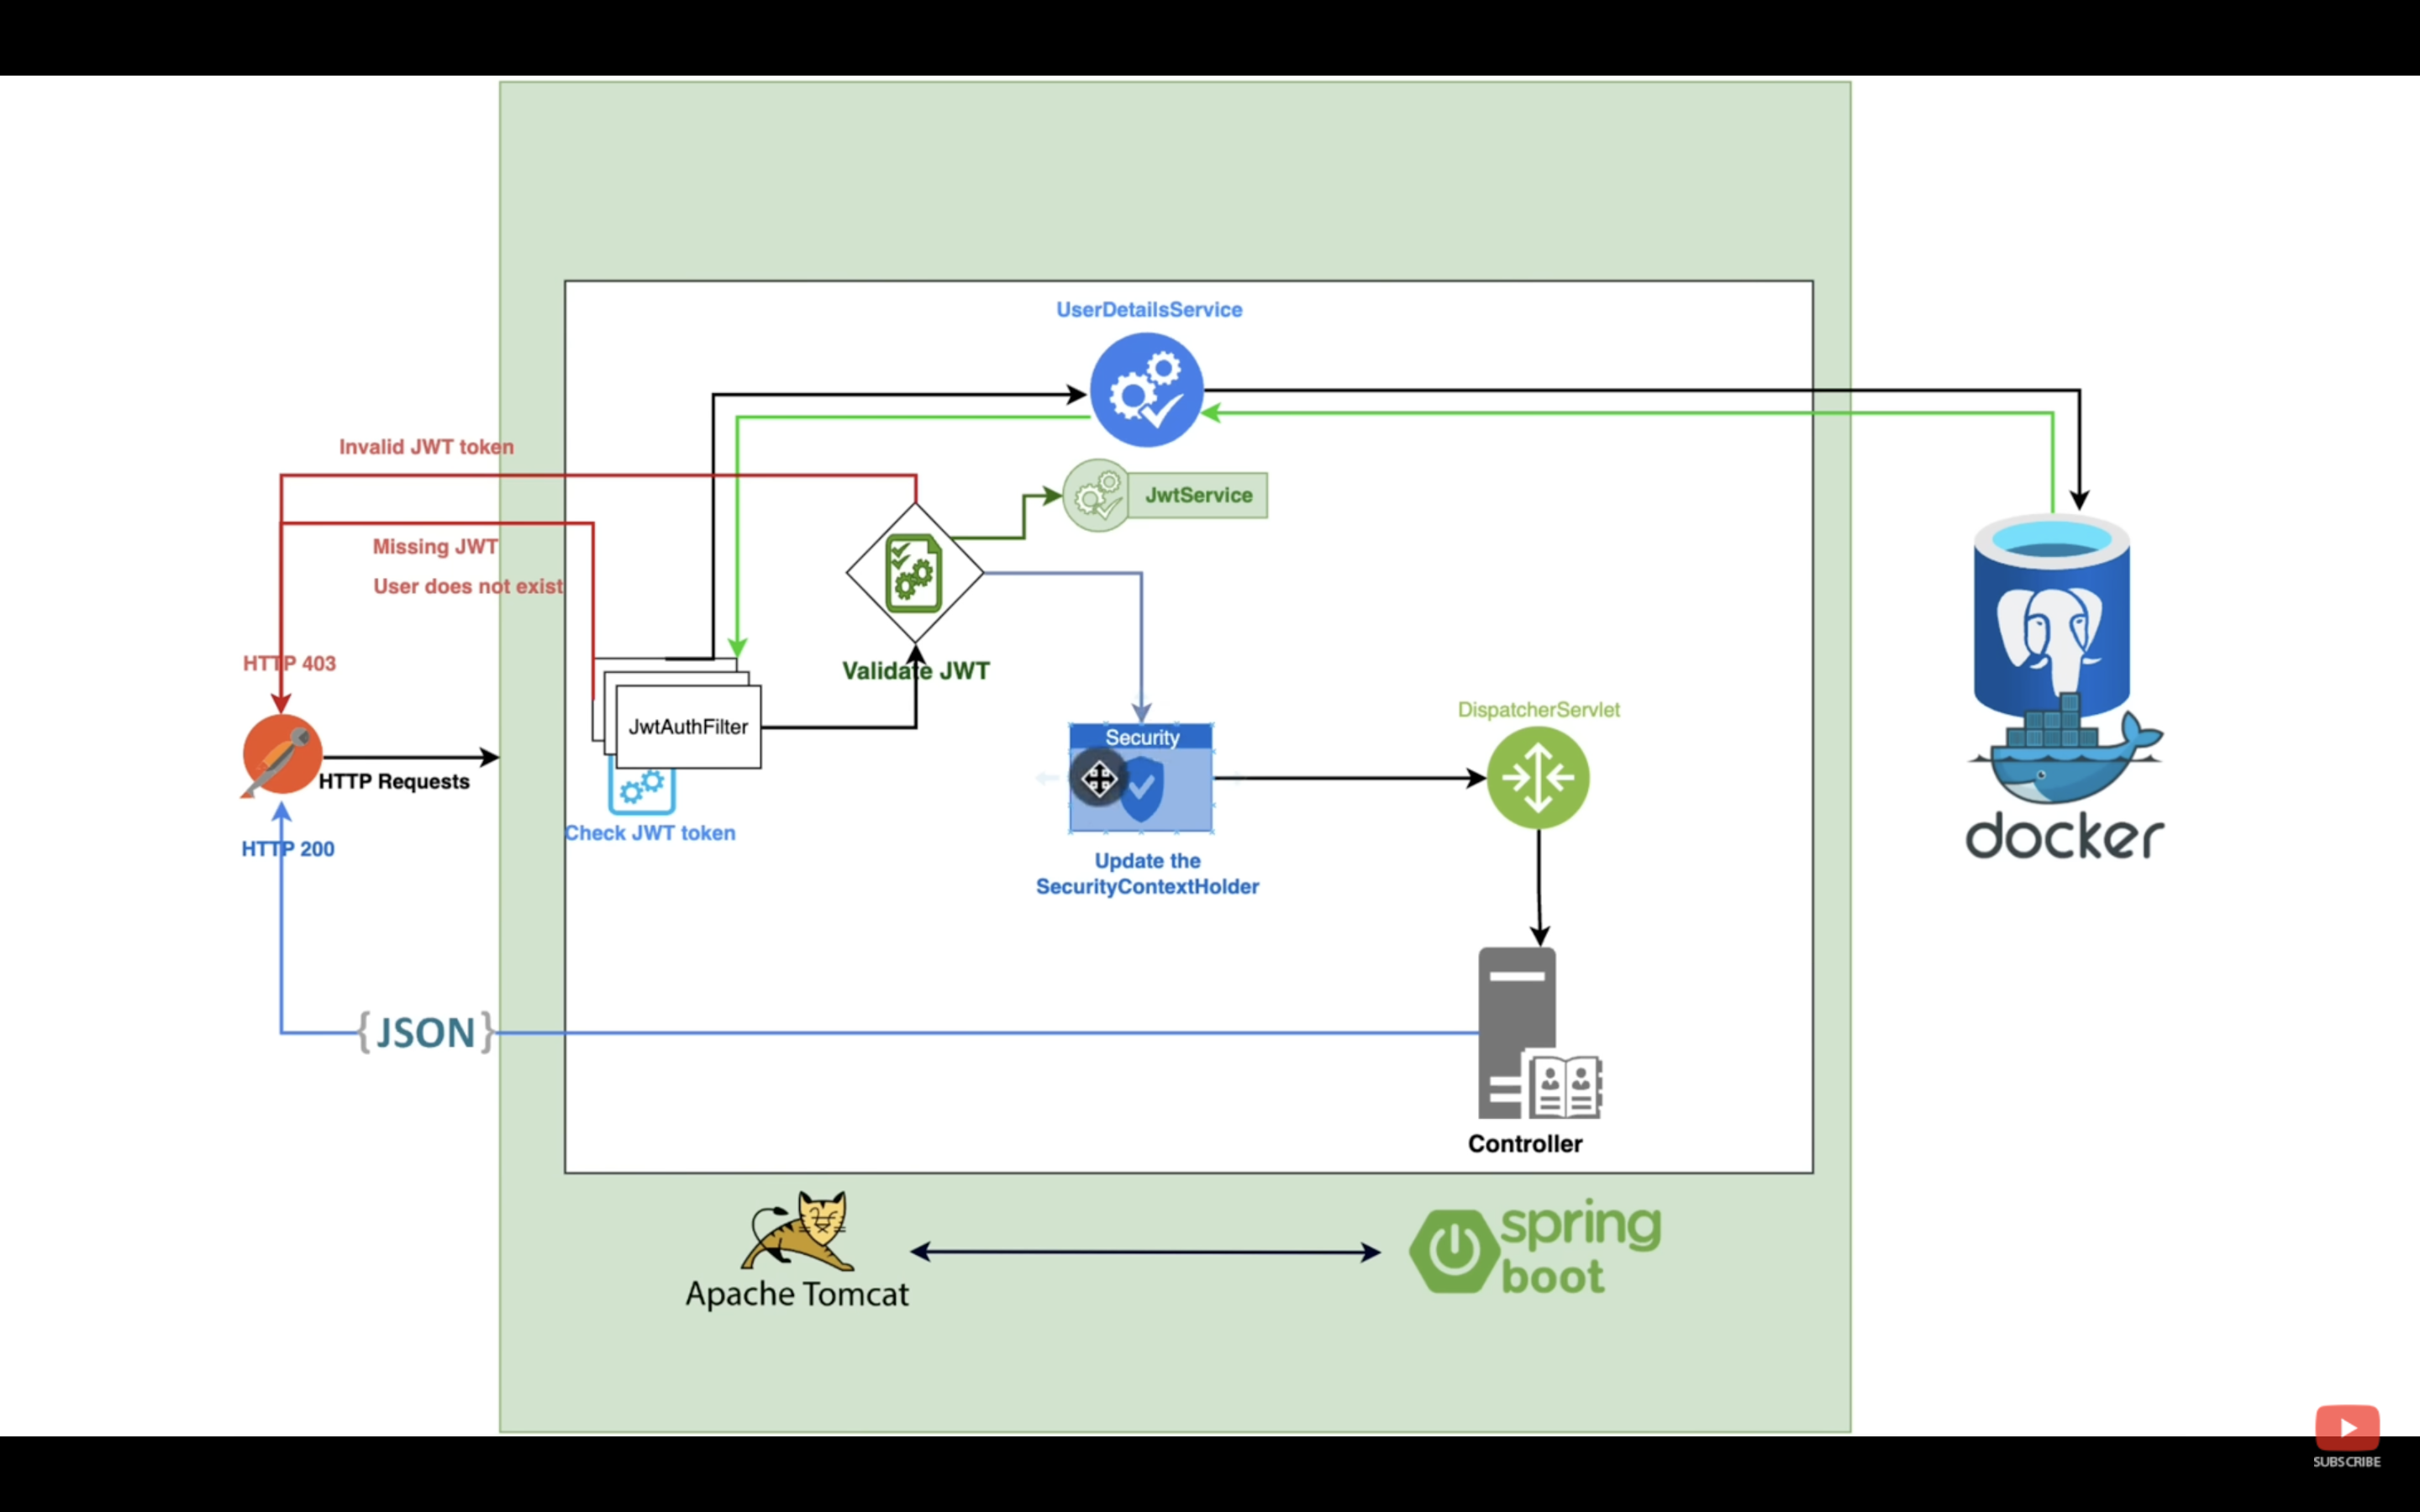 UserDetailsService
Invalid JWT token
JwtService
Missing JWT
User does not exist
HTTP 403
Validate JWT
JwtAuthFilter
Security
DispatcherServlet
HTTP Requests
Check JWT token
HTTP 200
Update the
SecurityContextHolder
docker
{JSON}
Controller
Apache Tomcat
spring
boot
SUBSCRIBE